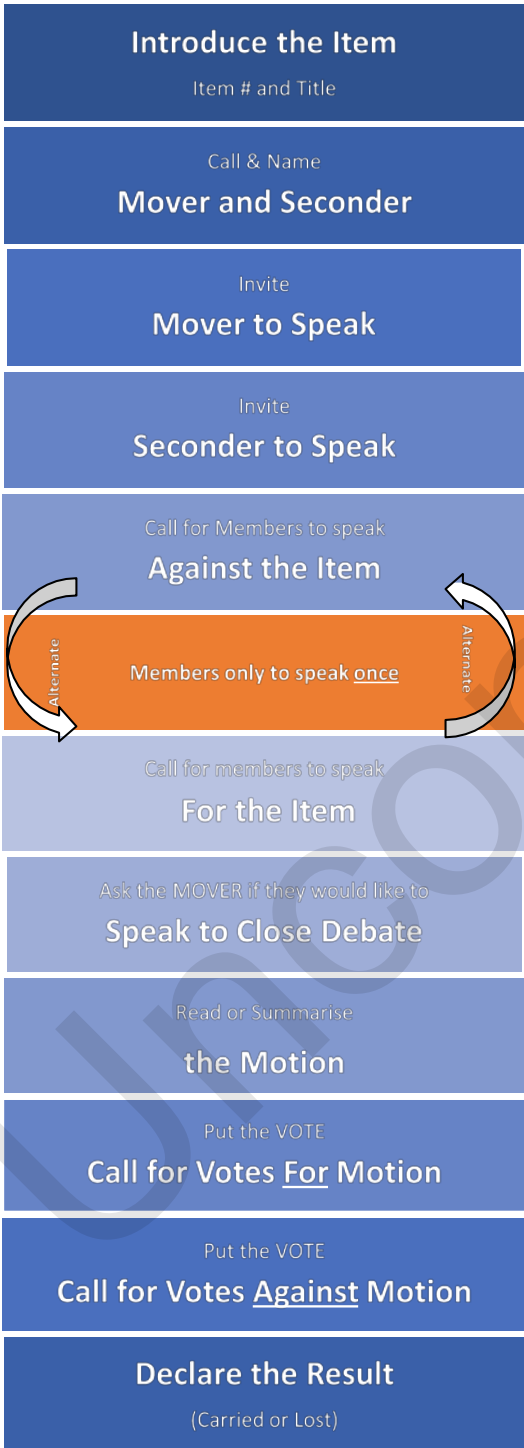 Introduce the Item
Item # and Title
Call & Name
Mover and Seconder
Invite
Mover to Speak
Invite
Seconder to Speak
Call for Members to speak
Against the Item
Alternate
Members only to speak once
Alternate
Call for members to speak
For the Item
Ask the MOVER if they would like to
Speak to Close Debate
Read or Summarise
the Motion
Put the VOTE
Call for Votes For Motion
Put the VOTE
Call for Votes Against Motion
Declare the Result
(Carried or Lost)